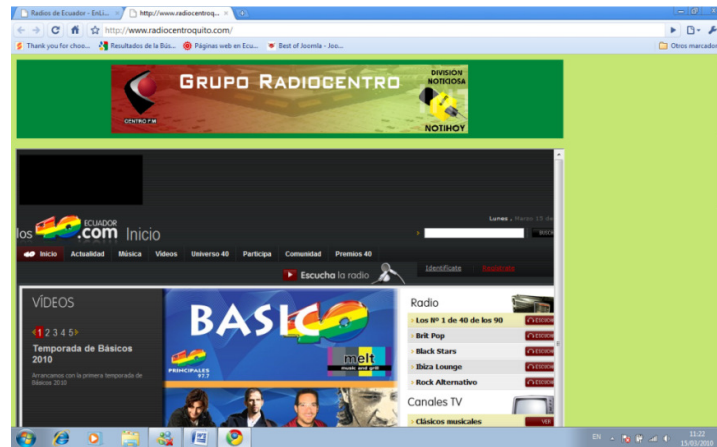 Radios de Ecuador - EnLi...
http://www.radiocentroq...
http://www.radiocentroquito.com/
Thank you for choo...
Resultados de la Bús...
Páginas web en Ecu...
Best of Joomla - Joo...
Otros marcadores
GRUPO RADIOCENTRO
CENTRO FM
DIVISIÓN
NOTICIOSA
NOTIHOY
los 40 ECUADOR .com Inicio
Lunes , Marzo 15 de
Inicio Actualidad Música Videos Universo 40 Participa Comunidad Premios 40
Escucha la radio
Identifícate Regístrate
VÍDEOS
1 2 3 4 5
Temporada de Básicos
2010
Arrancamos con la primera temporada de
Básicos 2010
BASICO
PRINCIPALES
97.7
melt
music and grill
Radio
Los Nº 1 de 40 de los 90
Brit Pop
Black Stars
Ibiza Lounge
Rock Alternativo
Canales TV
Clásicos musicales VER
EN
11:22
15/03/2010